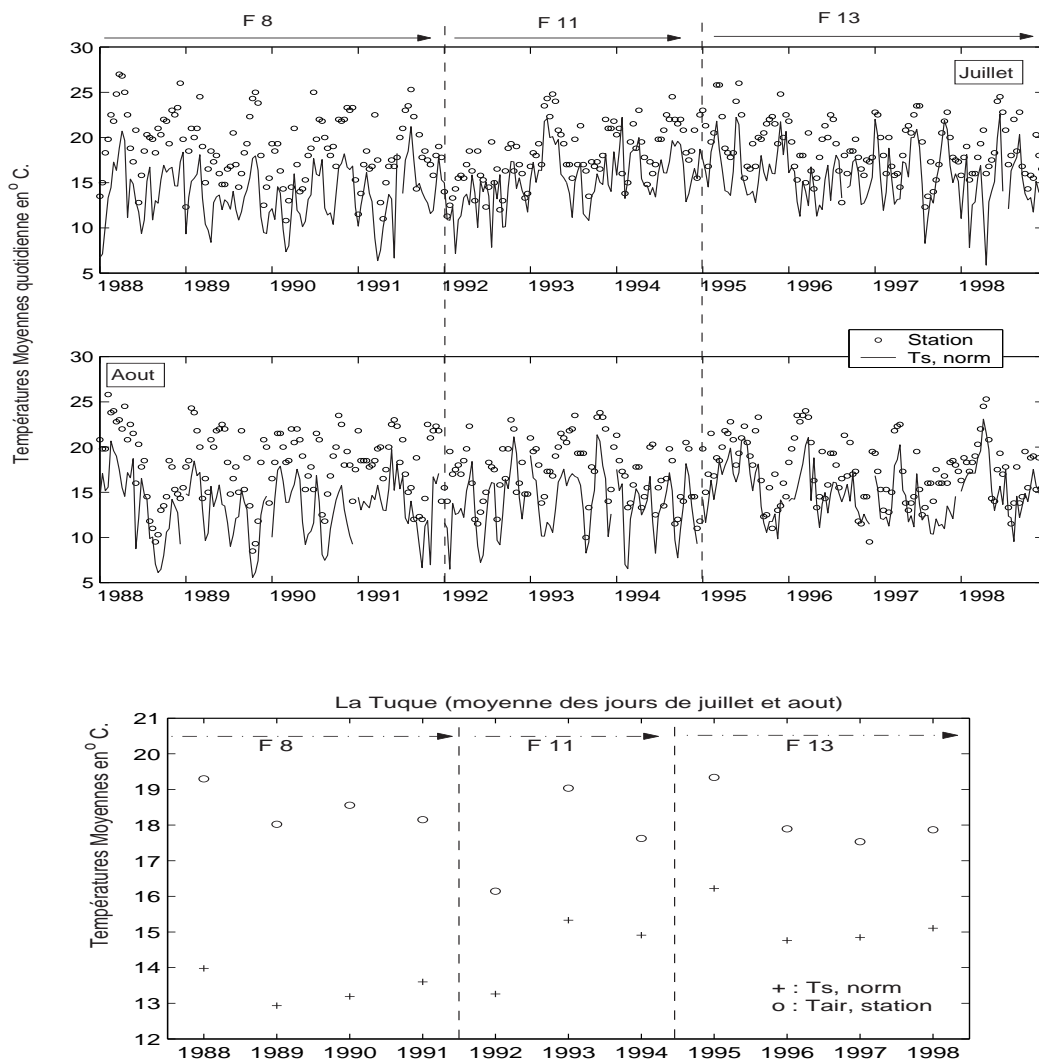 F 8 F 11 F 13
Températures Moyennes quotidienne en° C.
30
25
20
15
10
5
Juillet
1988 1989 1990 1991 1992 1993 1994 1995 1996 1997 1998
30
25
20
15
10
5
Aout
Station
Ts, norm
1988 1989 1990 1991 1992 1993 1994 1995 1996 1997 1998
La Tuque (moyenne des jours de juillet et aout)
Températures Moyennes en° C.
21
20
19
18
17
16
15
14
13
12
F 8 F 11 F 13
+ : Ts, norm
o : Tair, station
1988 1989 1990 1991 1992 1993 1994 1995 1996 1997 1998